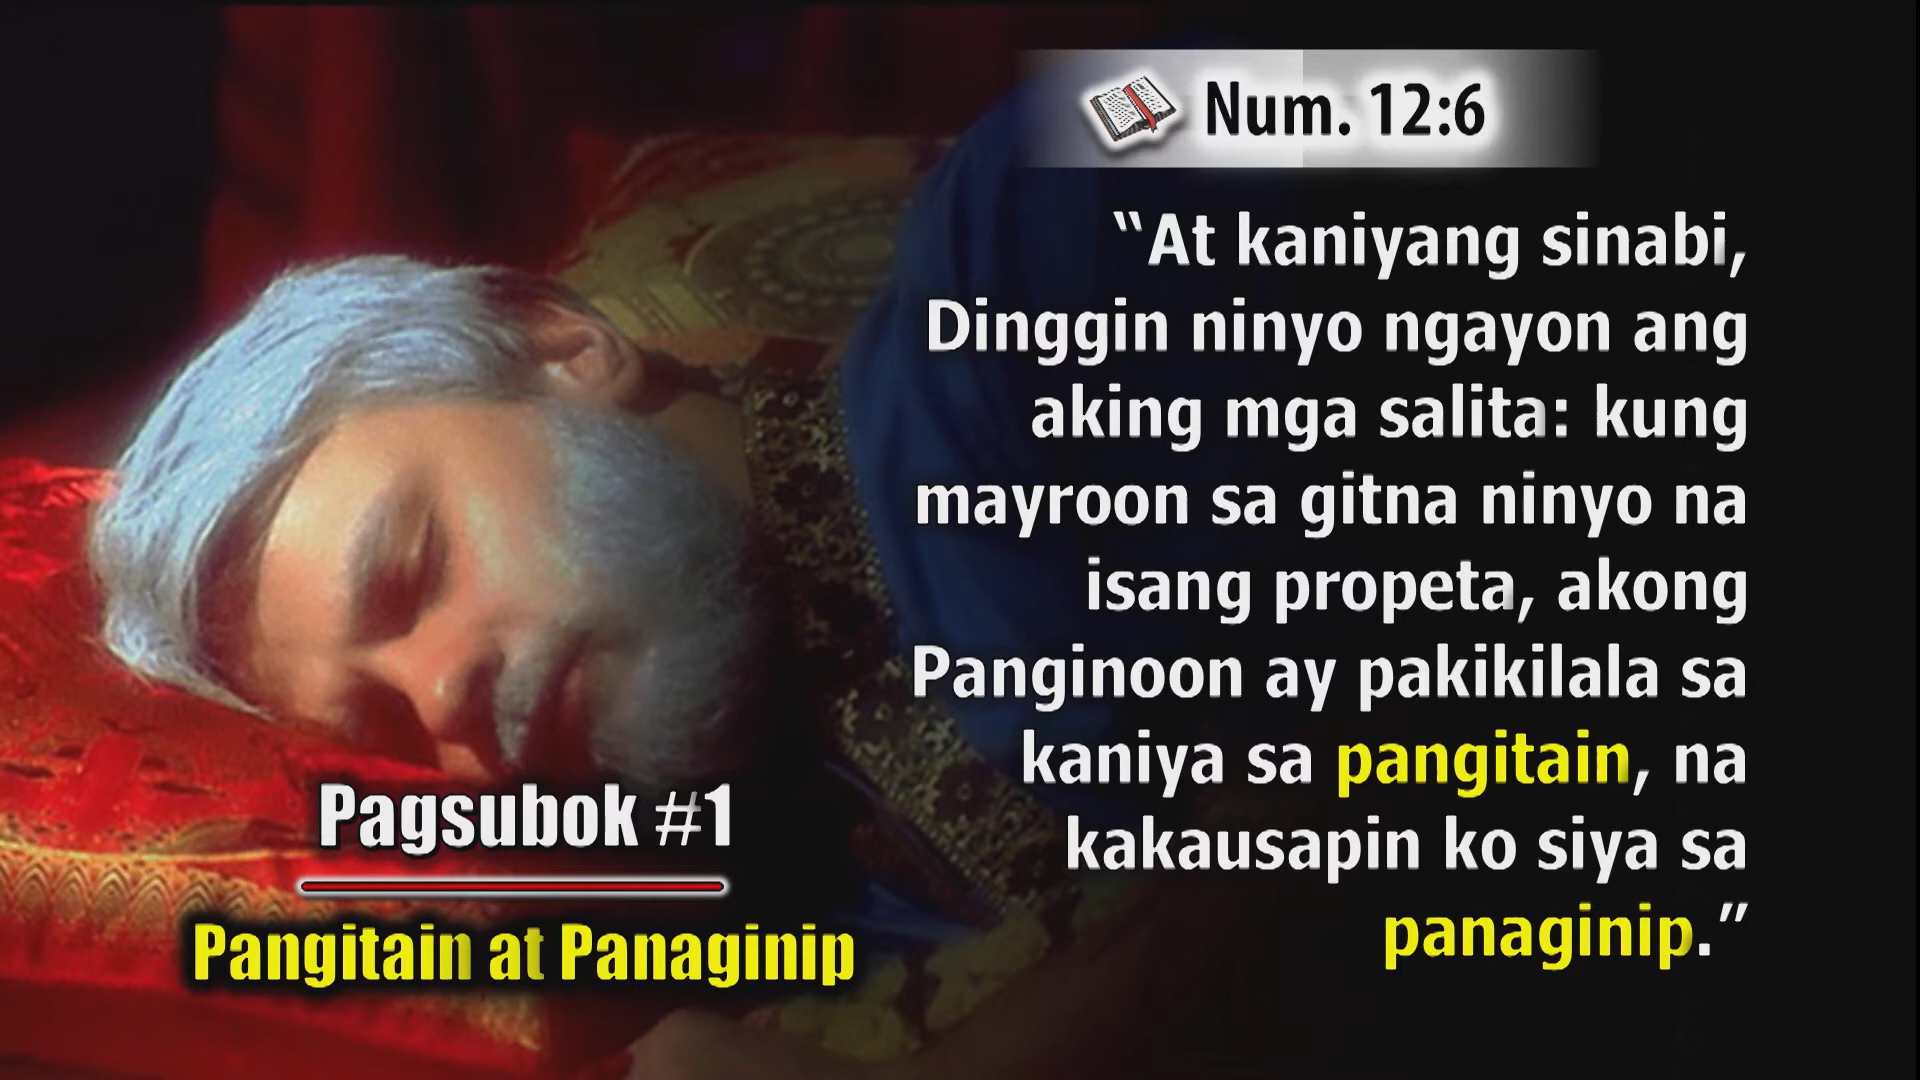 Num. 12:6
“At kaniyang sinabi,
Dinggin ninyo ngayon ang
aking mga salita: kung
mayroon sa gitna ninyo na
isang propeta, akong
Panginoon ay pakikilala sa
kaniya sa pangitain, na
kakausapin ko siya sa
panaginip.”
Pagsubok #1
Pangitain at Panaginip